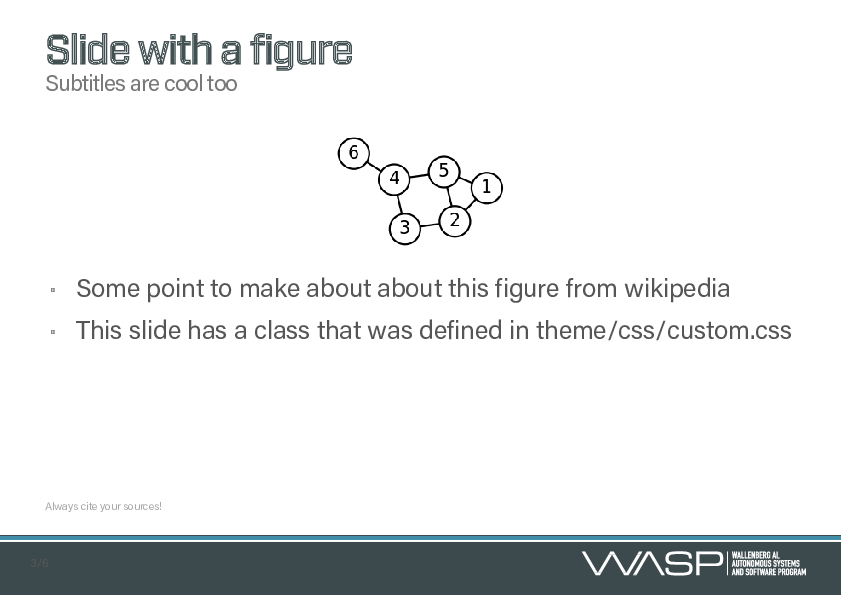 Slide with a figure
Subtitles are cool too
6
5
4
1
2
3
Some point to make about about this figure from wikipedia
This slide has a class that was defined in theme/css/custom.css
Always cite your sources!
3/6
WASP
WALLENBERG AI,
AUTONOMOUS SYSTEMS
AND SOFTWARE PROGRAM